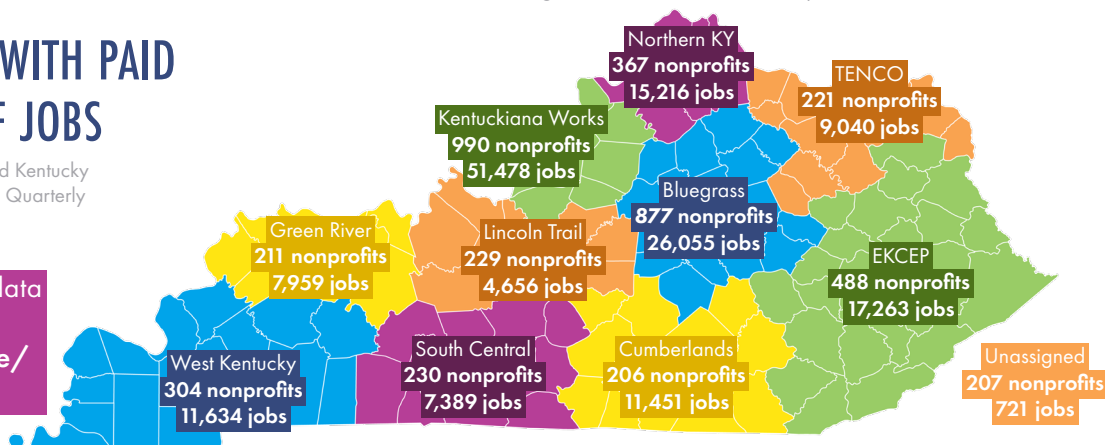 WITH PAID
F JOBS
d Kentucky
Quarterly
data
e/
Northern KY
367 nonprofits
15,216 jobs
TENCO
221 nonprofits
9,040 jobs
Kentuckiana Works
990 nonprofits
51,478 jobs
Bluegrass
877 nonprofits
26,055 jobs
Green River
211 nonprofits
7,959 jobs
Lincoln Trail
229 nonprofits
4,656 jobs
EKCEP
488 nonprofits
17,263 jobs
West Kentucky
304 nonprofits
11,634 jobs
South Central
230 nonprofits
7,389 jobs
Cumberlands
206 nonprofits
11,451 jobs
Unassigned
207 nonprofits
721 jobs